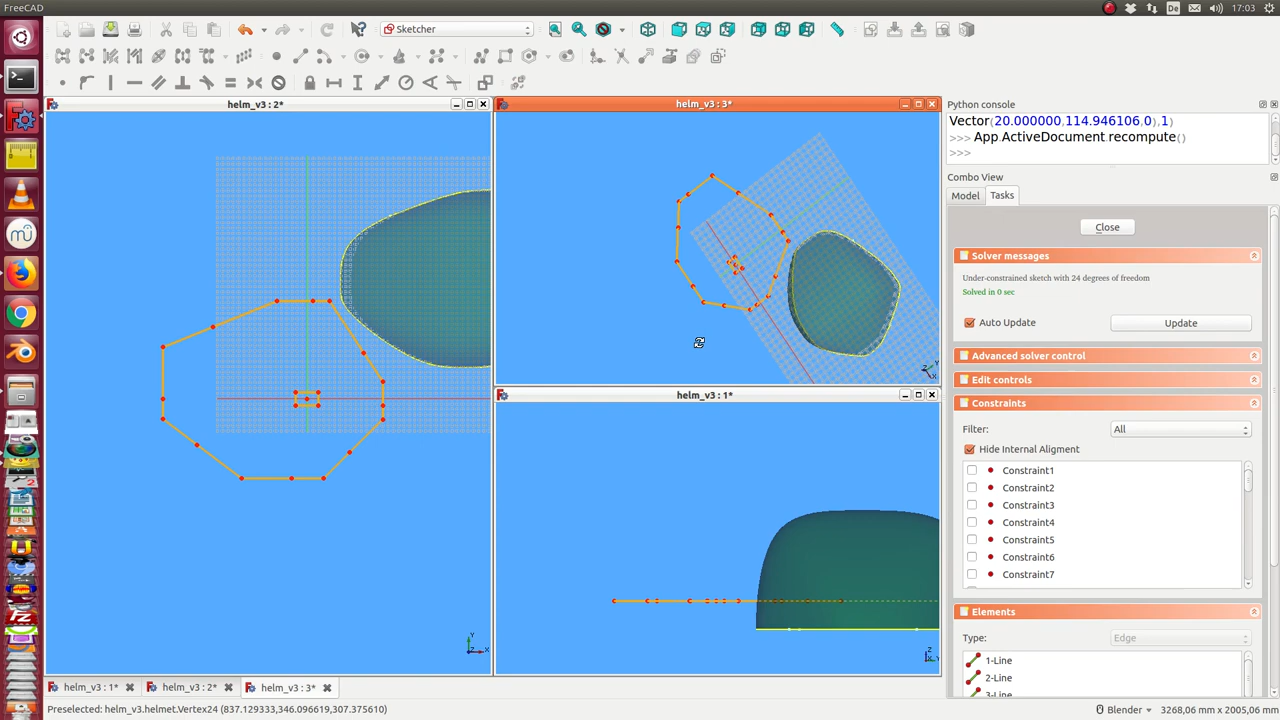 FreeCAD
De
17:03
Sketcher
helm_v3 : 2*
helm_v3 : 3*
Python console
Vector(20.000000,114.946106,0),1)
>>> App.ActiveDocument.recompute()
>>>
Combo View
Model
Tasks
Close
Solver messages
Under-constrained sketch with 24 degrees of freedom
Solved in 0 sec
Auto Update
Update
Advanced solver control
Edit controls
Constraints
Filter:
All
Hide Internal Aligment
Constraint1
Constraint2
Constraint3
Constraint4
Constraint5
Constraint6
Constraint7
Elements
Type:
Edge
1-Line
2-Line
3-Line
helm_v3 : 1*
helm_v3 : 1*
helm_v3 : 2*
helm_v3 : 3*
Preselected: helm_v3.helmet.Vertex24 (837.129333,346.096619,307.375610)
Blender
3268,06 mm x 2005,06 mm